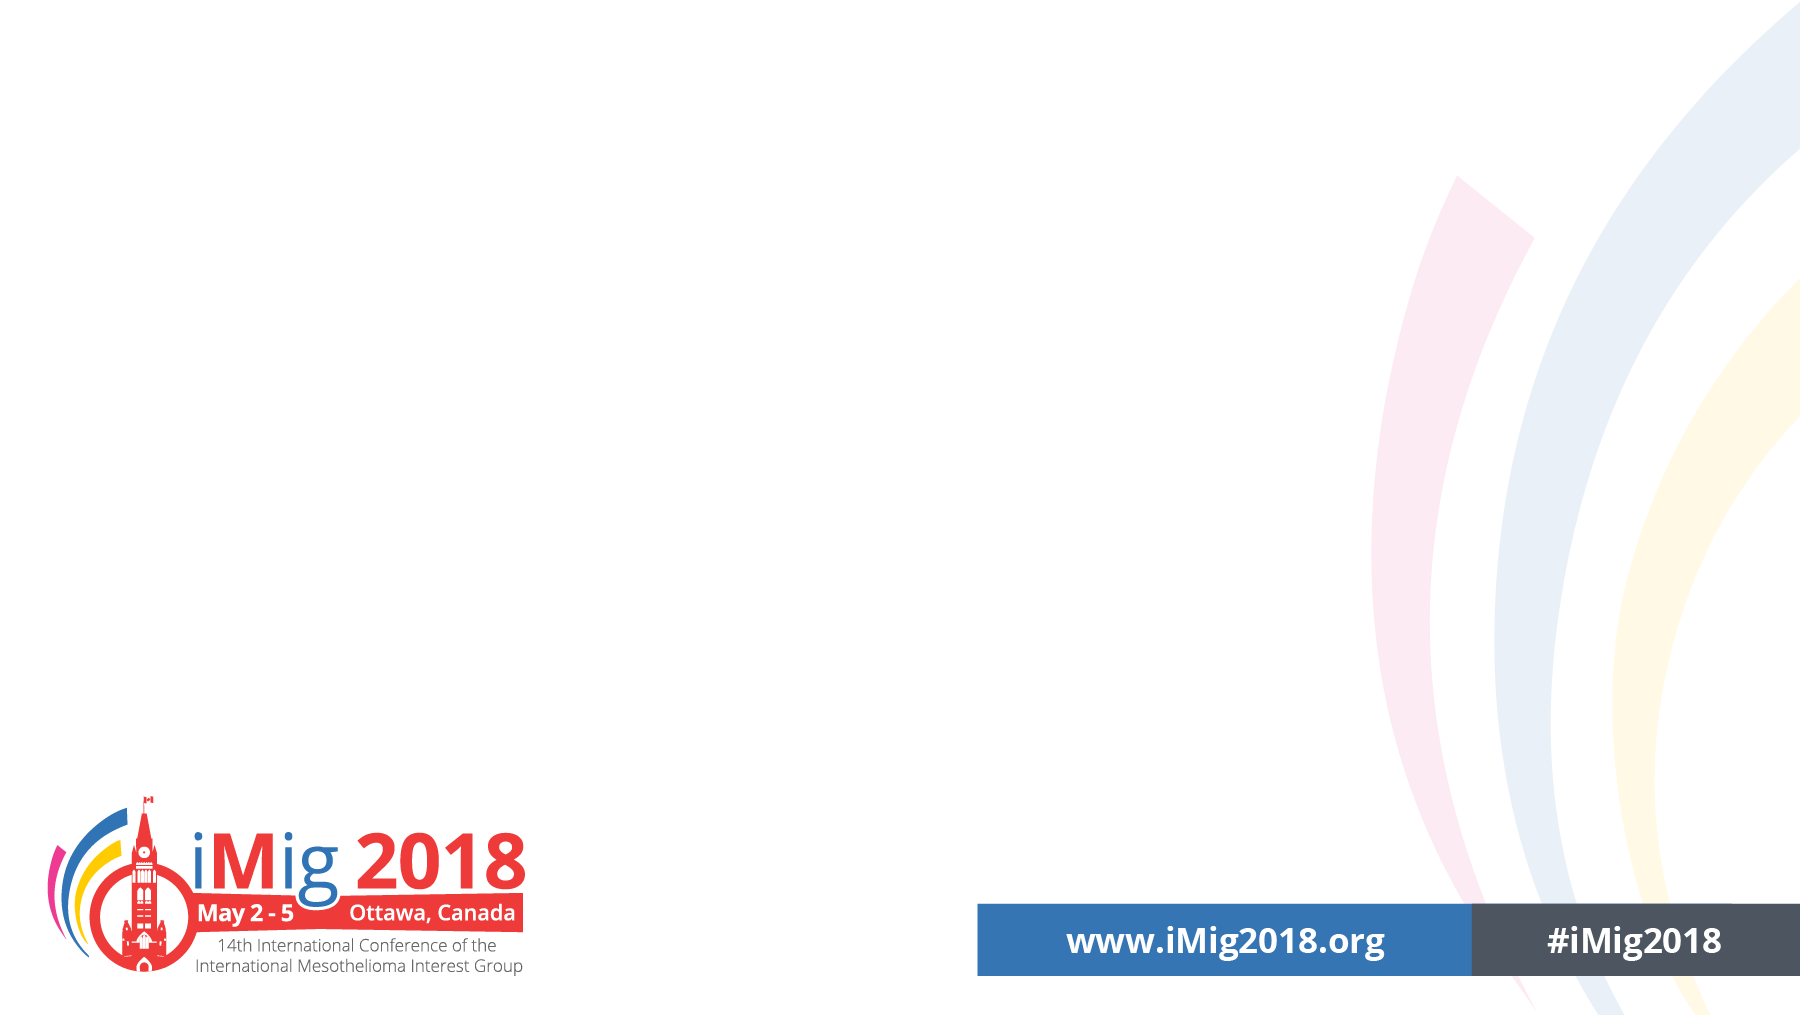 iMig 2018
May 2 - 5 Ottawa, Canada
14th International Conference of the
International Mesothelioma Interest Group
www.iMig2018.org #iMig2018